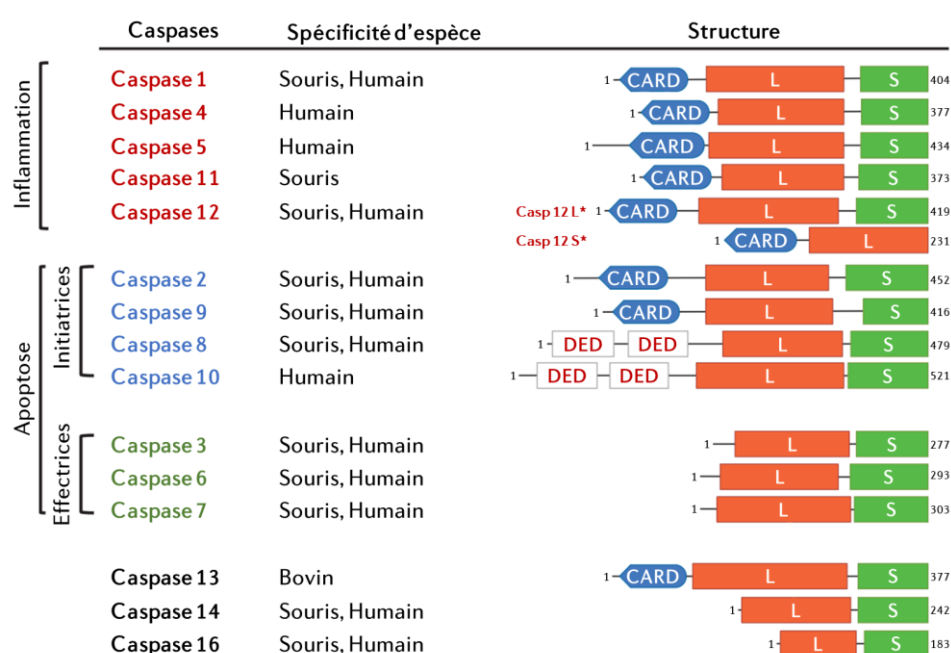 Caspases Spécificité d'espèce Structure
Inflammation
Caspase 1 Souris, Humain 1 CARD L S 404
Caspase 4 Humain 1 CARD L S 377
Caspase 5 Humain 1 CARD L S 434
Caspase 11 Souris 1 CARD L S 373
Caspase 12 Souris, Humain Casp 12 L* 1 CARD L S 419
Casp 12 S* 1 CARD L 231
Apoptose
Initiatrices
Caspase 2 Souris, Humain 1 CARD L S 452
Caspase 9 Souris, Humain 1 CARD L S 416
Caspase 8 Souris, Humain 1 DED DED L S 479
Caspase 10 Humain 1 DED DED L S 521
Effectrices
Caspase 3 Souris, Humain 1 L S 277
Caspase 6 Souris, Humain 1 L S 293
Caspase 7 Souris, Humain 1 L S 303
Caspase 13 Bovin 1 CARD L S 377
Caspase 14 Souris, Humain 1 L S 242
Caspase 16 Souris, Humain 1 L S 183